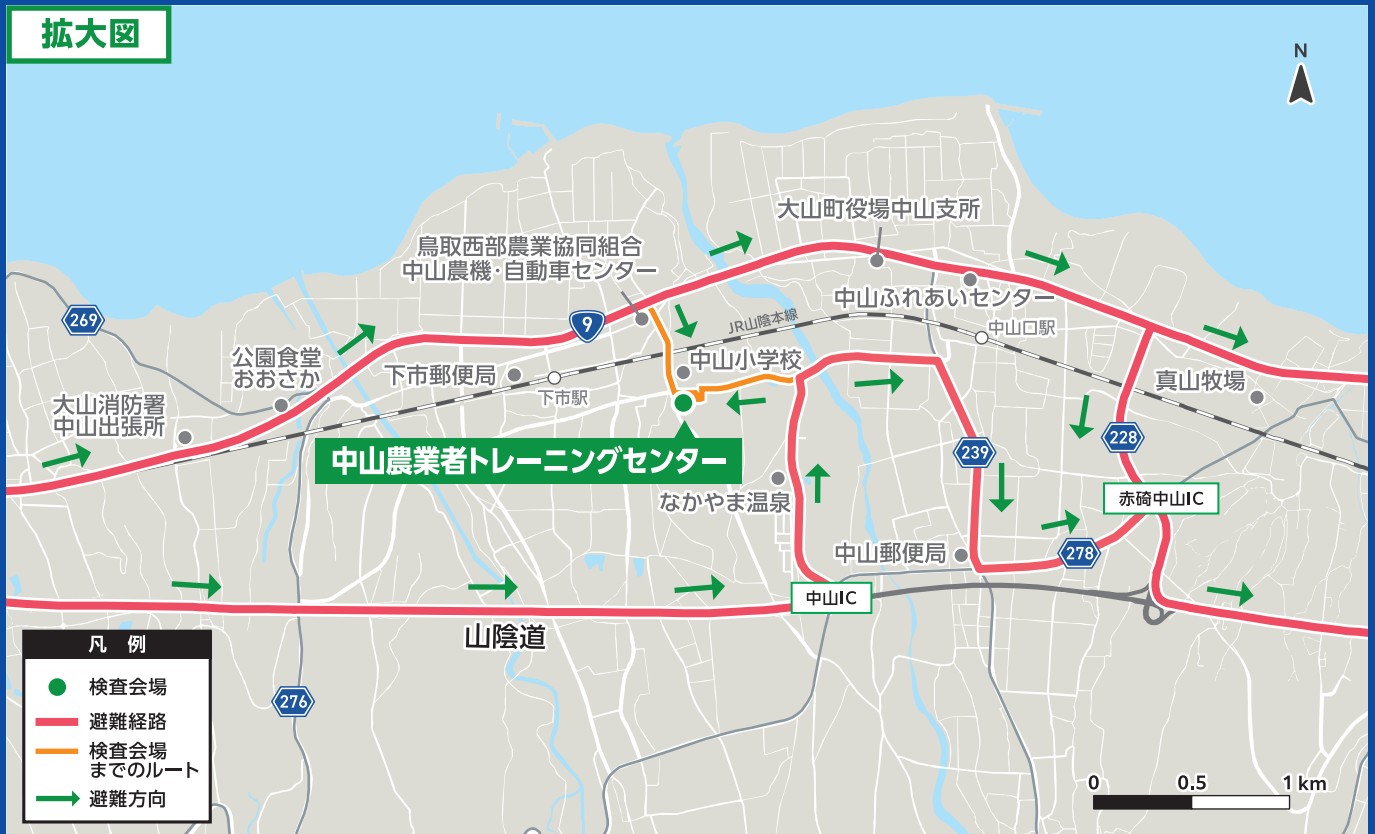 拡大図
N
大山町役場中山支所
鳥取西部農業協同組合
中山農機・自動車センター
中山ふれあいセンター
269
9
JR山陰本線
中山口駅
公園食堂
おおさか
下市郵便局
下市駅
中山小学校
真山牧場
大山消防署
中山出張所
中山農業者トレーニングセンター
228
239
なかやま温泉
赤碕中山IC
中山郵便局
278
中山IC
山陰道
276
凡 例
検査会場
避難経路
検査会場
までのルート
避難方向
0 0.5 1 km